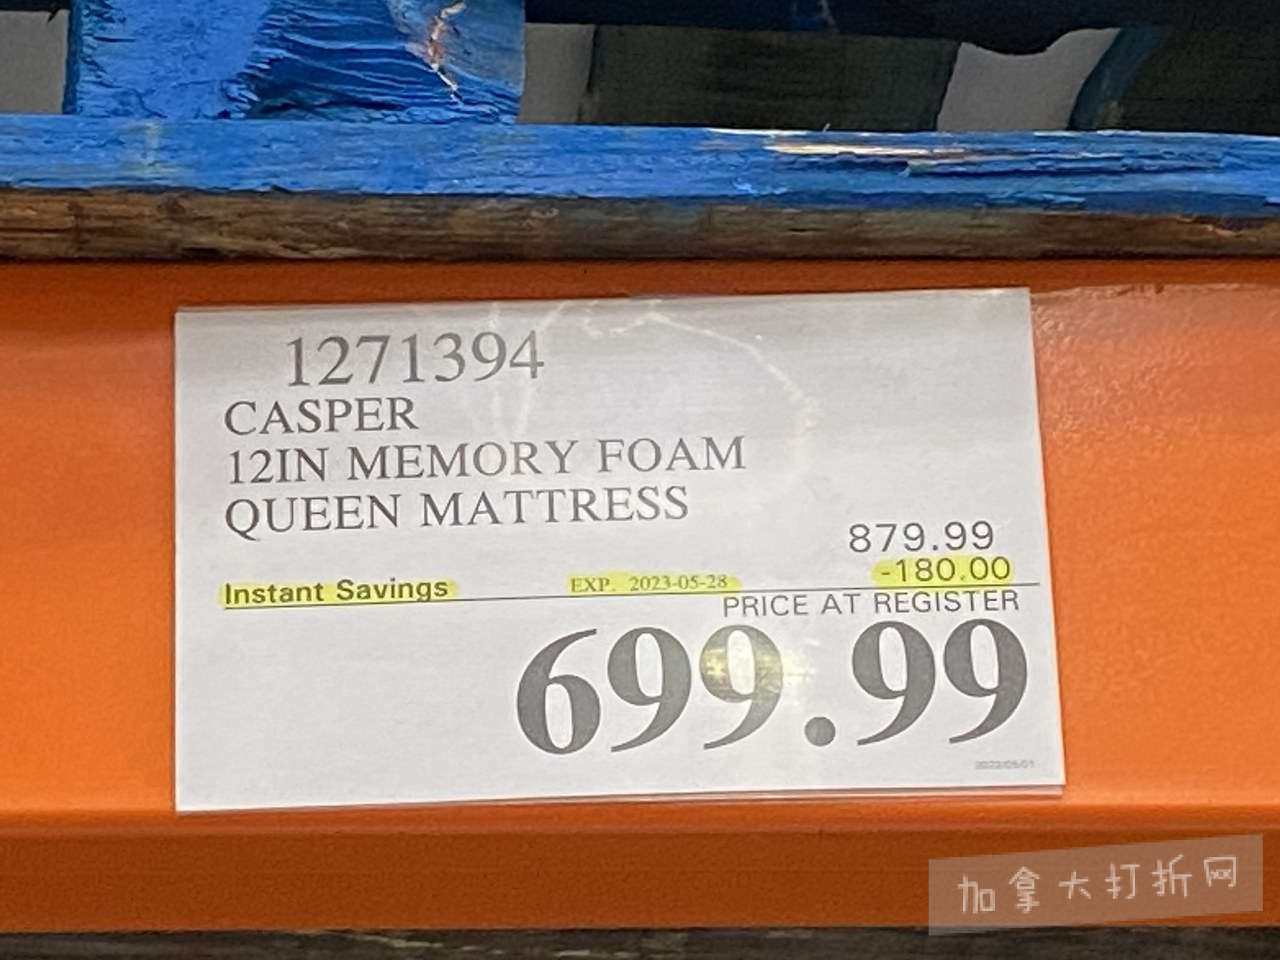 1271394
CASPER
12IN MEMORY FOAM
QUEEN MATTRESS
879.99
Instant Savings EXP. 2023-05-28 -180.00
PRICE AT REGISTER
699.99
加拿大打折网